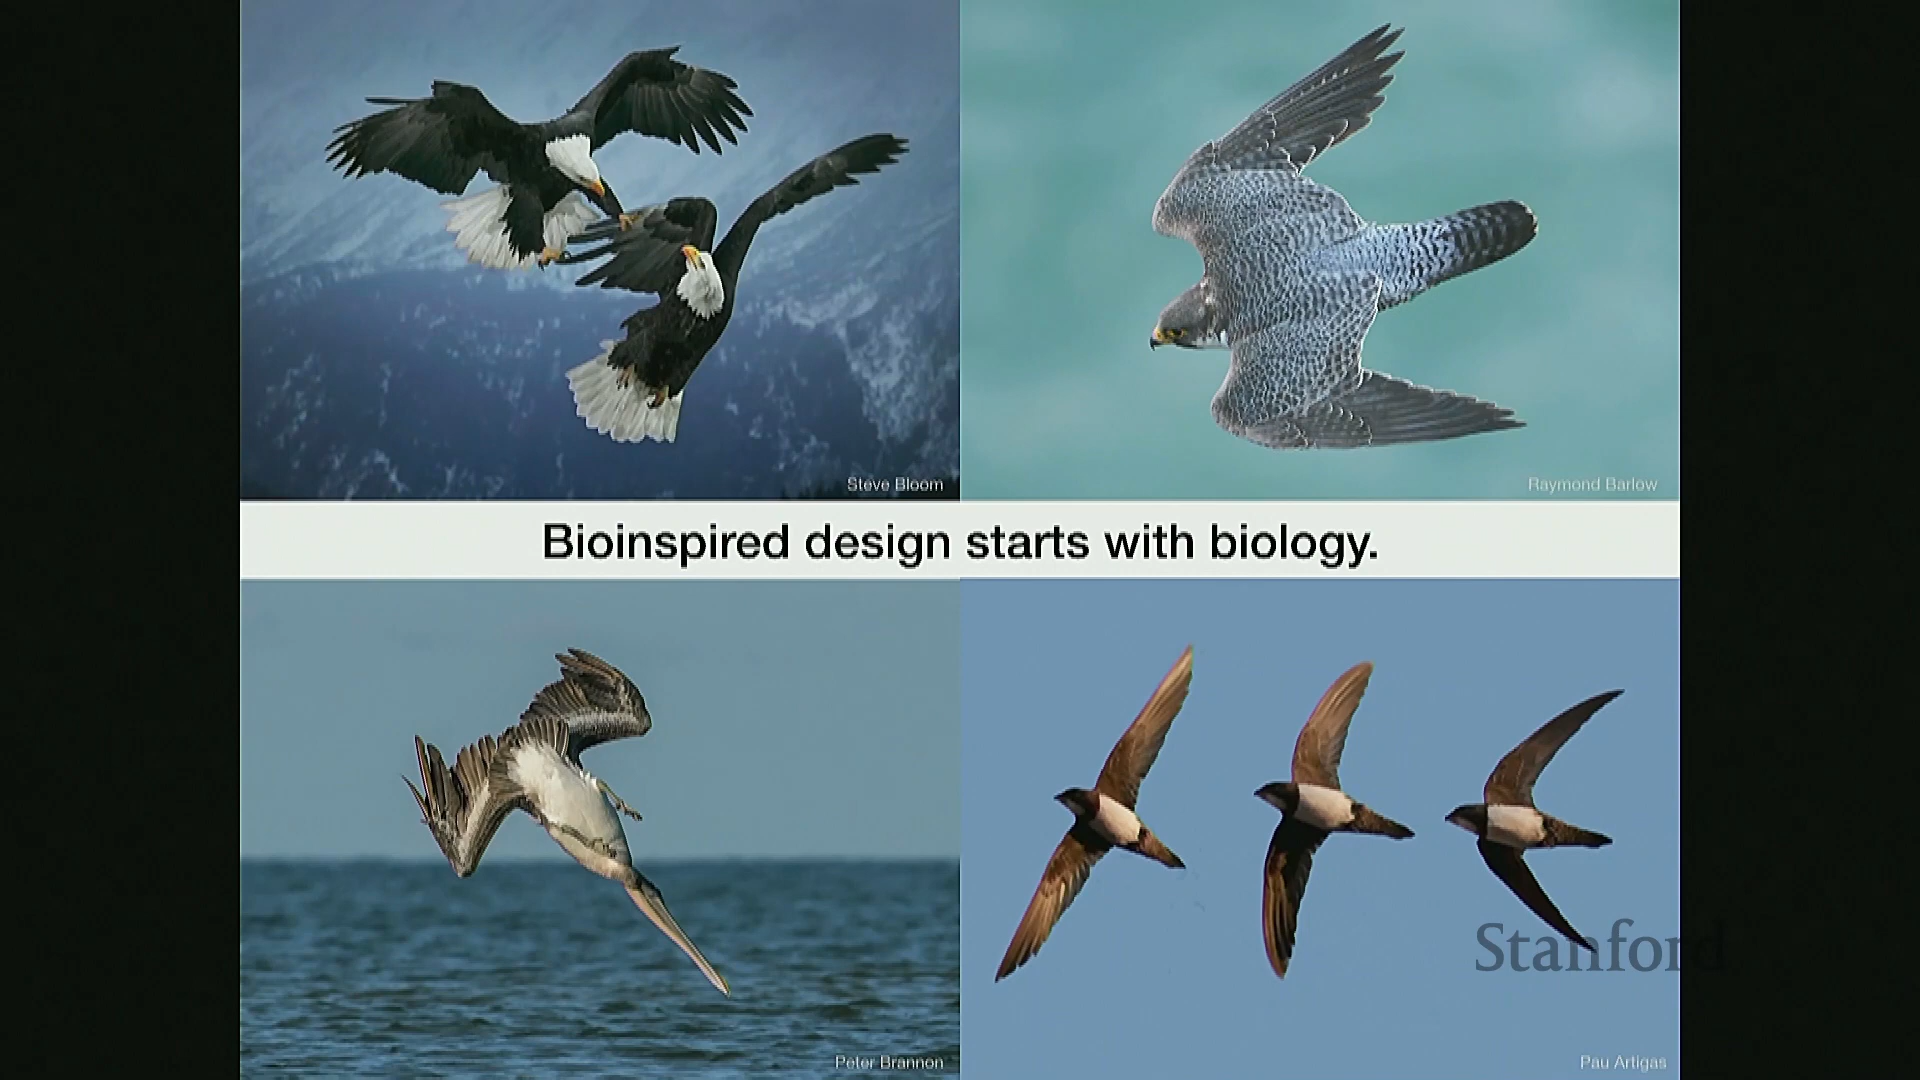 Steve Bloom
Raymond Barlow
Bioinspired design starts with biology.
Stanford
Peter Brannon
Pau Artigas